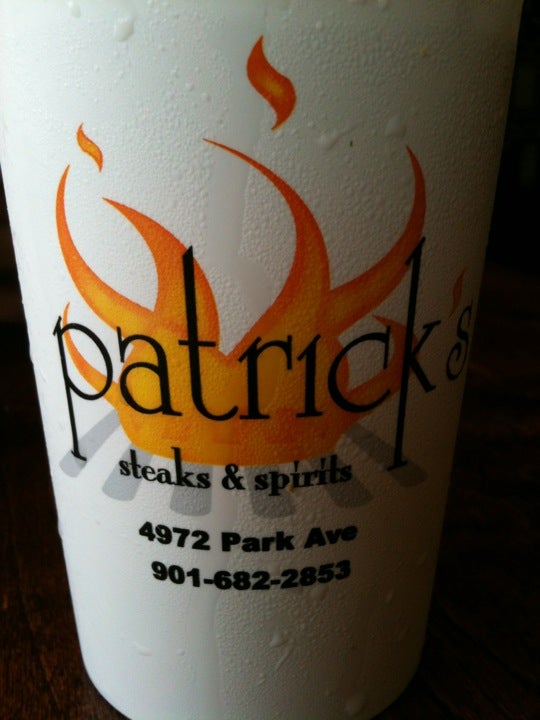 patrick's
steaks & spirits
4972 Park Ave
901-682-2853